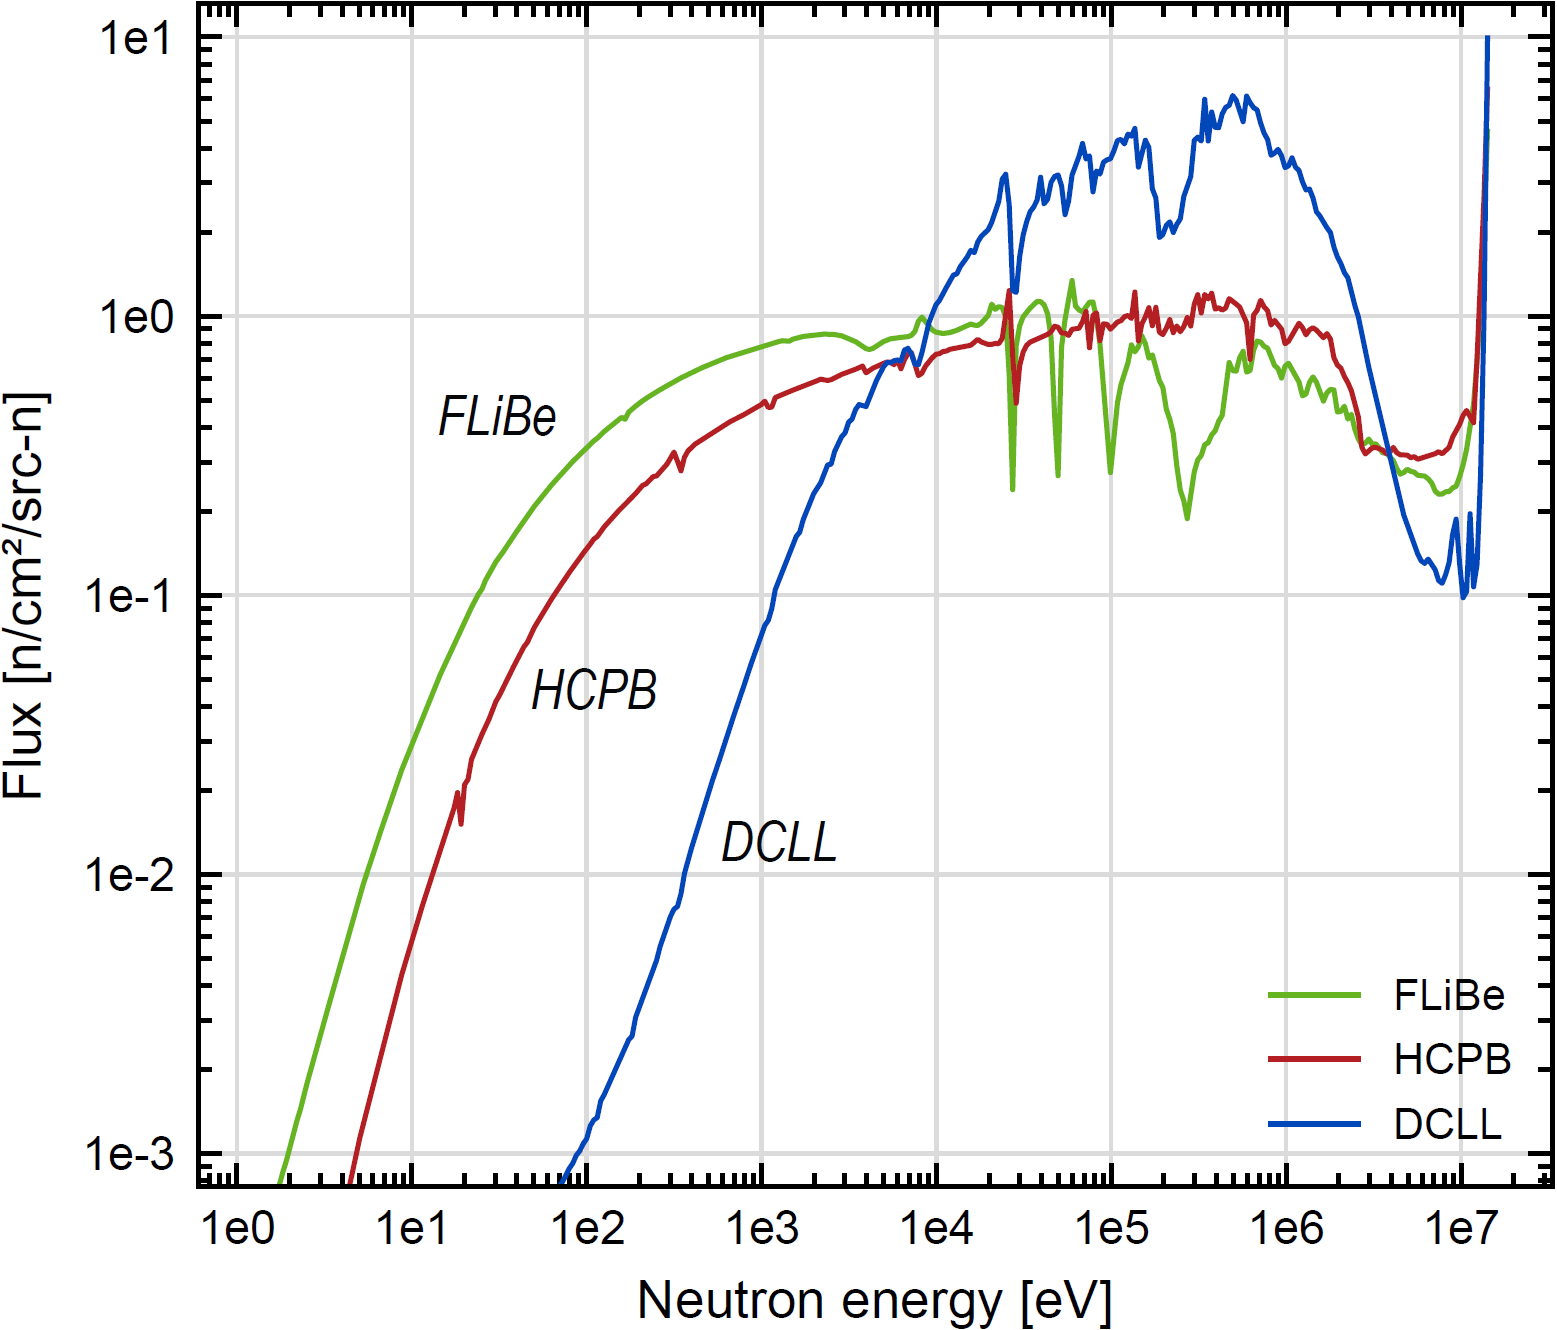 1e1
1e0
1e-1
1e-2
1e-3
Flux [n/cm²/src-n]
FLiBe
HCPB
DCLL
FLiBe
HCPB
DCLL
1e0 1e1 1e2 1e3 1e4 1e5 1e6 1e7
Neutron energy [eV]